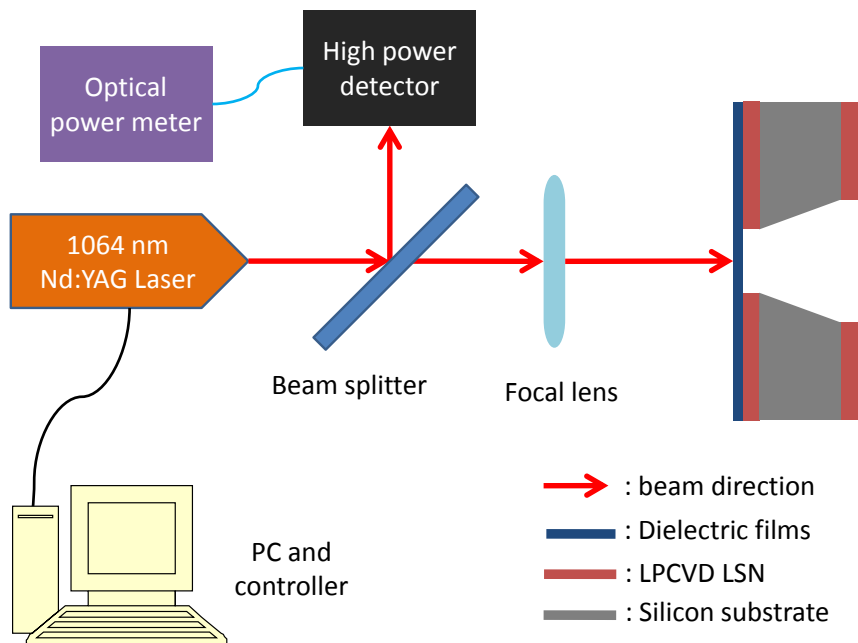 High power
detector
Optical
power meter
1064 nm
Nd:YAG Laser
Beam splitter
Focal lens
PC and
controller
: beam direction
: Dielectric films
: LPCVD LSN
: Silicon substrate